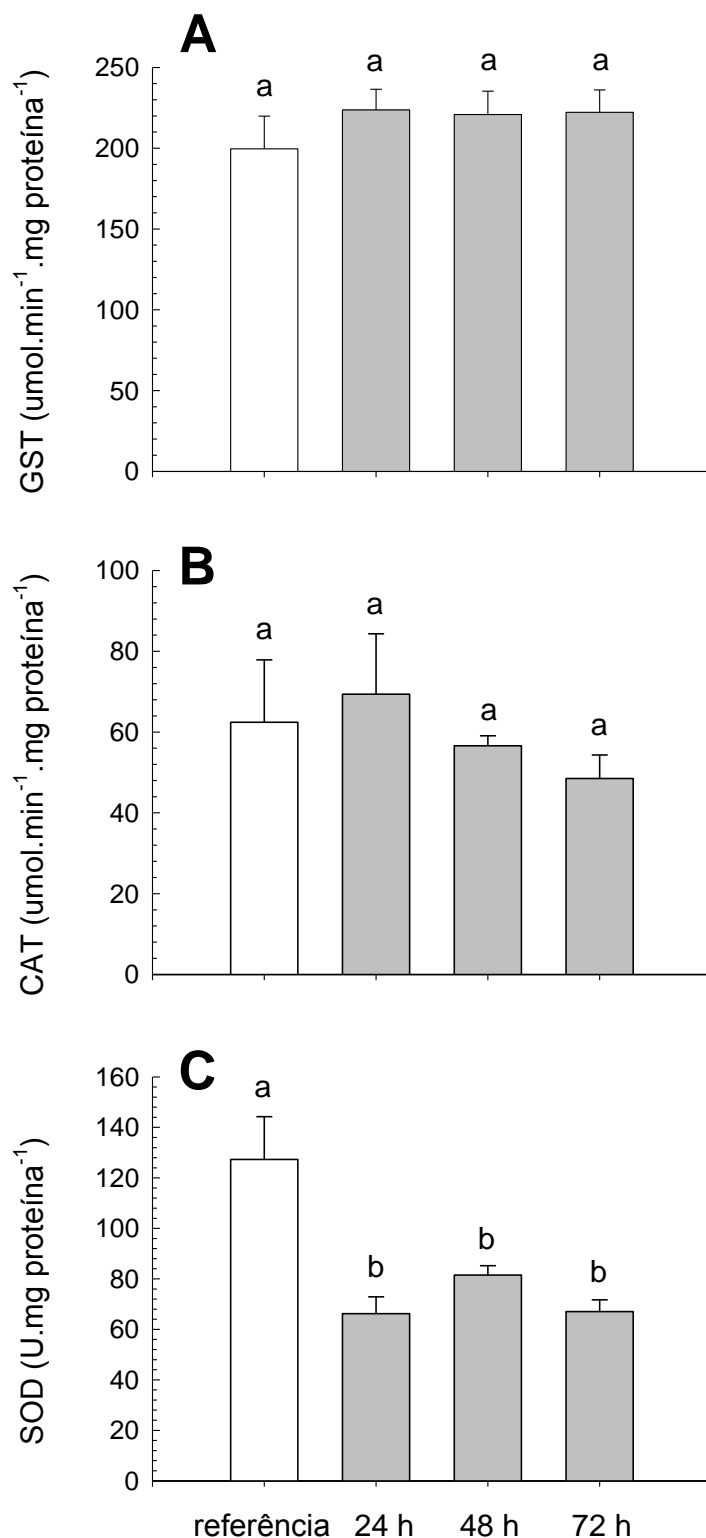 A
GST (umol.min⁻¹.mg proteína⁻¹)
250
200
150
100
50
0
a a a a
B
CAT (umol.min⁻¹.mg proteína⁻¹)
100
80
60
40
20
0
a a a a
C
SOD (U.mg proteína⁻¹)
160
140
120
100
80
60
40
20
0
a b b b
referência 24 h 48 h 72 h